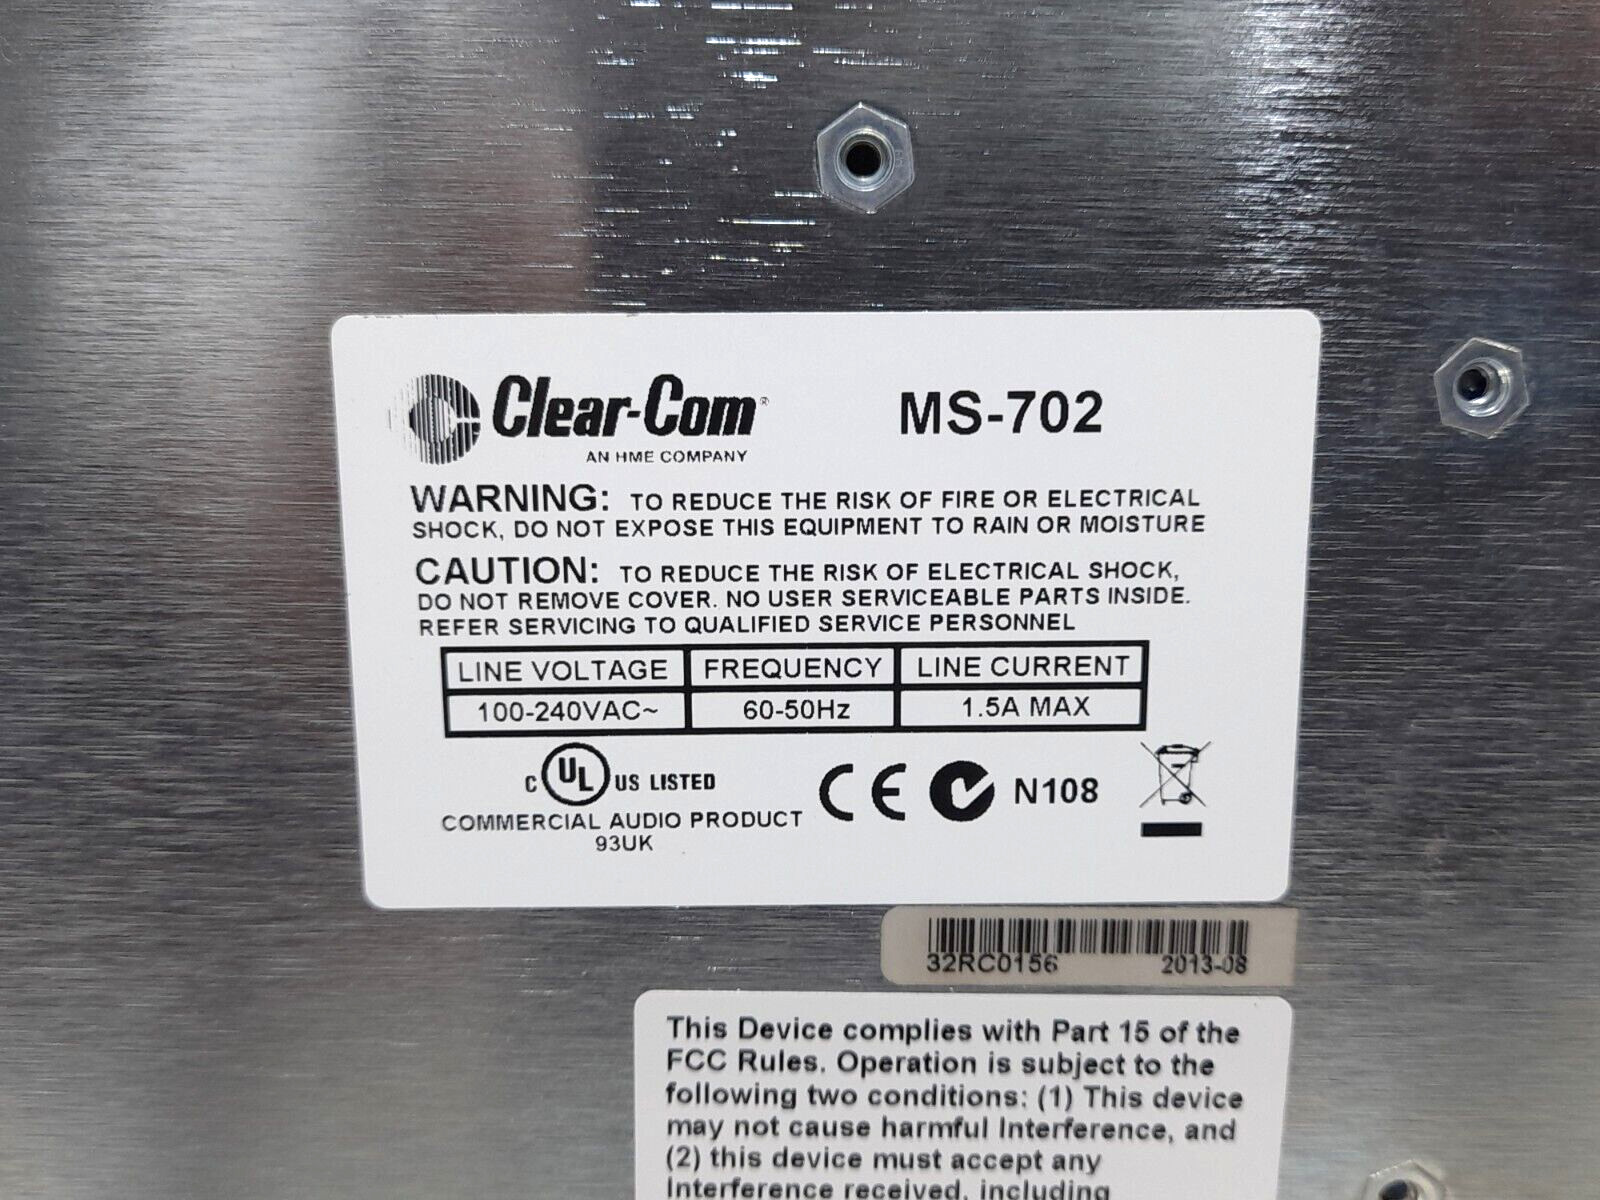 Clear-Com® MS-702
AN HME COMPANY
WARNING: TO REDUCE THE RISK OF FIRE OR ELECTRICAL
SHOCK, DO NOT EXPOSE THIS EQUIPMENT TO RAIN OR MOISTURE
CAUTION: TO REDUCE THE RISK OF ELECTRICAL SHOCK,
DO NOT REMOVE COVER. NO USER SERVICEABLE PARTS INSIDE.
REFER SERVICING TO QUALIFIED SERVICE PERSONNEL
LINE VOLTAGE FREQUENCY LINE CURRENT
100-240VAC~ 60-50Hz 1.5A MAX
C UL US LISTED CE N108
COMMERCIAL AUDIO PRODUCT
93UK
32RC0156 2013-08
This Device complies with Part 15 of the
FCC Rules. Operation is subject to the
following two conditions: (1) This device
may not cause harmful Interference, and
(2) this device must accept any
Interference received, including